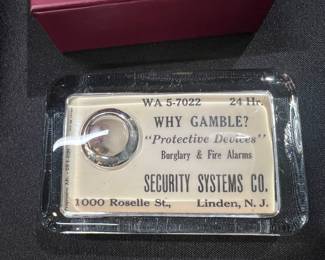 WA 5-7022 24 Hr.
WHY GAMBLE?
"Protective Devices"
Burglary & Fire Alarms
SECURITY SYSTEMS CO.
1000 Roselle St., Linden, N. J.